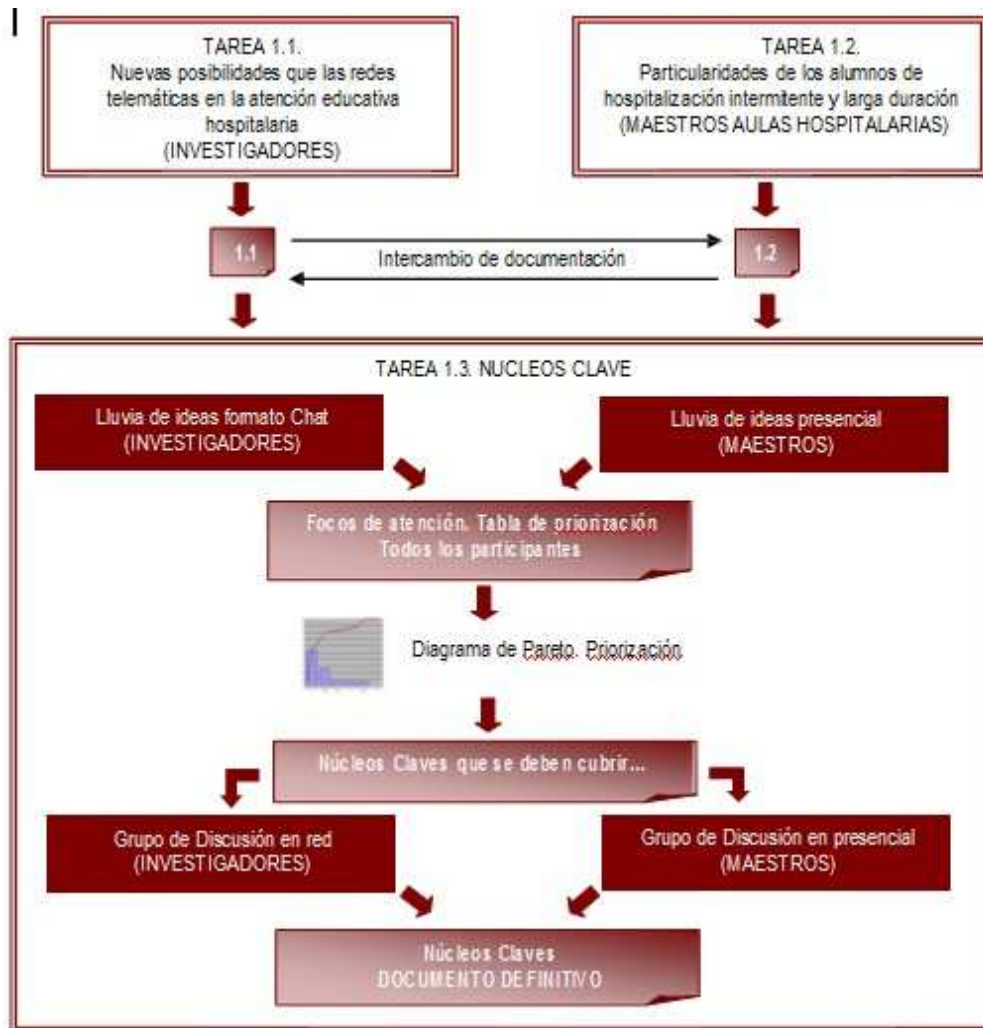 TAREA 1.1.
Nuevas posibilidades que las redes
telemáticas en la atención educativa
hospitalaria
(INVESTIGADORES)
TAREA 1.2.
Particularidades de los alumnos de
hospitalización intermitente y larga duración
(MAESTROS AULAS HOSPITALARIAS)
1.1
Intercambio de documentación
1.2
TAREA 1.3. NUCLEOS CLAVE
Lluvia de ideas formato Chat
(INVESTIGADORES)
Lluvia de ideas presencial
(MAESTROS)
Focos de atención. Tabla de priorización
Todos los participantes
Diagrama de Pareto. Priorización
Núcleos Claves que se deben cubrir...
Grupo de Discusión en red
(INVESTIGADORES)
Grupo de Discusión en presencial
(MAESTROS)
Núcleos Claves
DOCUMENTO DEFINITIVO